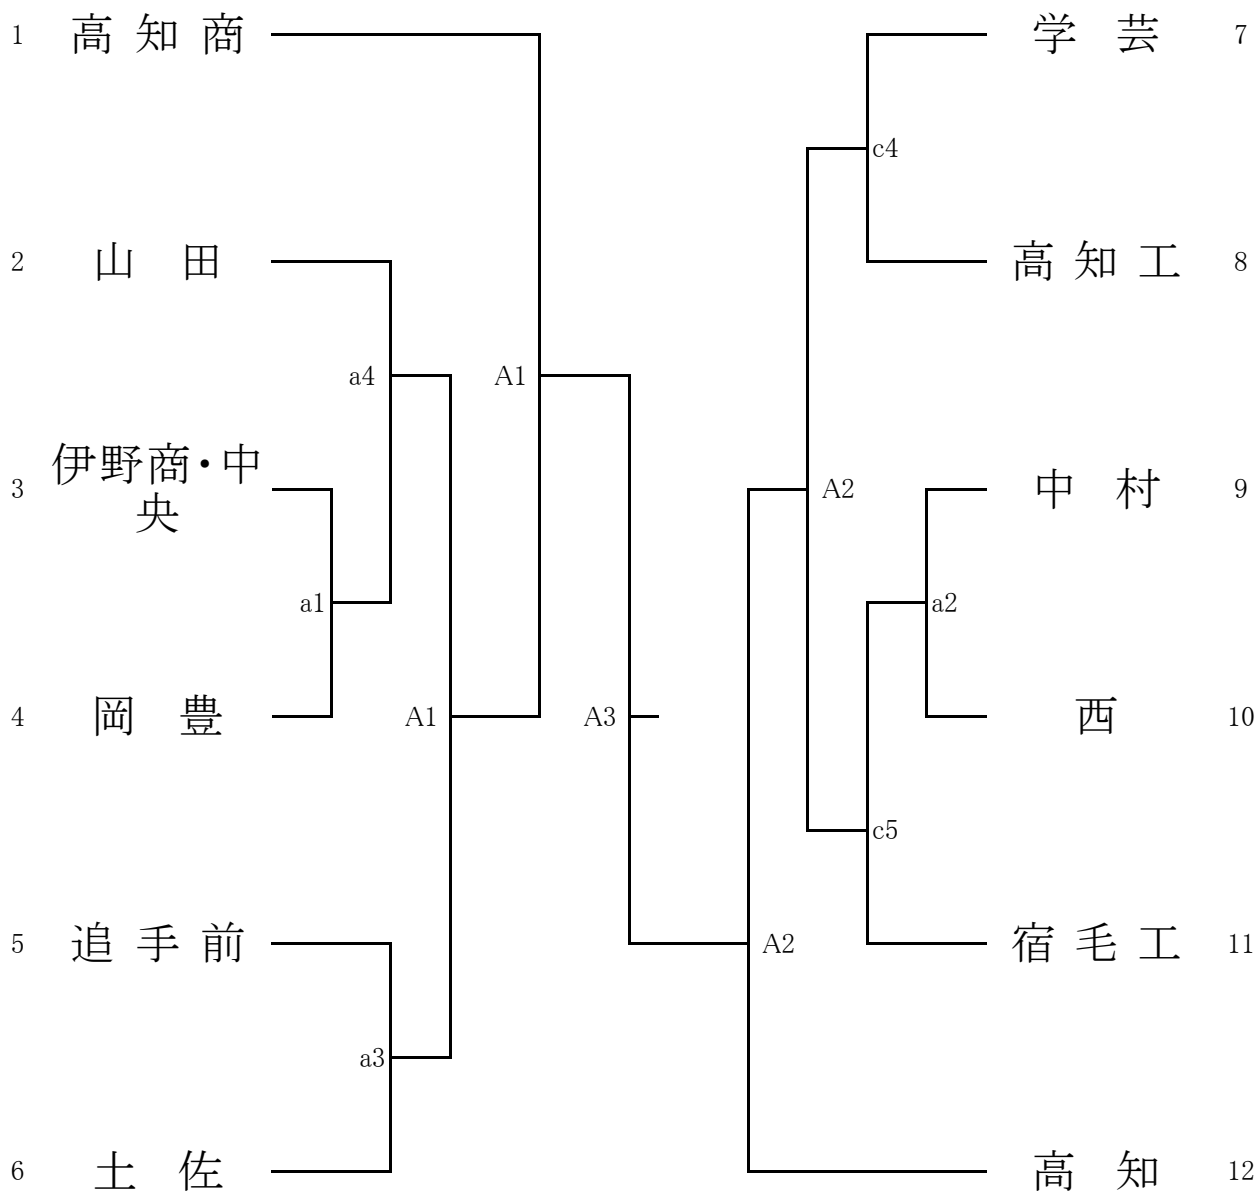 1 高知商
2 山田
3 伊野商・中
央
4 岡豊
5 追手前
6 土佐
a4
a1
a3
A1
A1
A3
A2
A2
c4
a2
c5
学芸 7
高知工 8
中村 9
西 10
宿毛工 11
高知 12